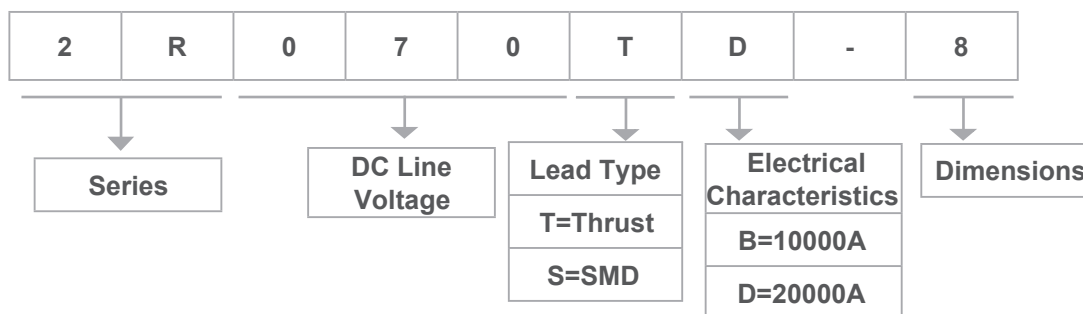 2 R 0 7 0 T D - 8
Series
DC Line
Voltage
Lead Type
T=Thrust
S=SMD
Electrical
Characteristics
B=10000A
D=20000A
Dimensions